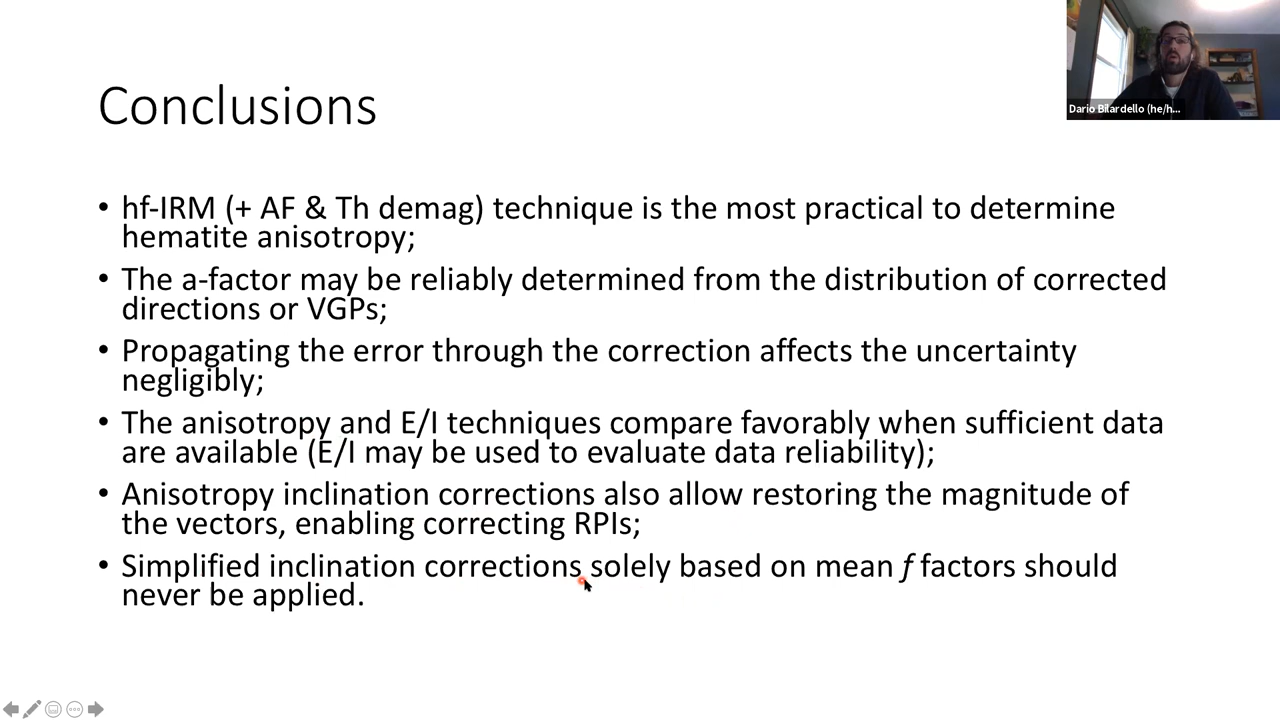 Dario Bilardello (he/h...
Conclusions
• hf-IRM (+ AF & Th demag) technique is the most practical to determine
hematite anisotropy;
• The a-factor may be reliably determined from the distribution of corrected
directions or VGPs;
• Propagating the error through the correction affects the uncertainty
negligibly;
• The anisotropy and E/I techniques compare favorably when sufficient data
are available (E/I may be used to evaluate data reliability);
• Anisotropy inclination corrections also allow restoring the magnitude of
the vectors, enabling correcting RPIs;
• Simplified inclination corrections solely based on mean f factors should
never be applied.